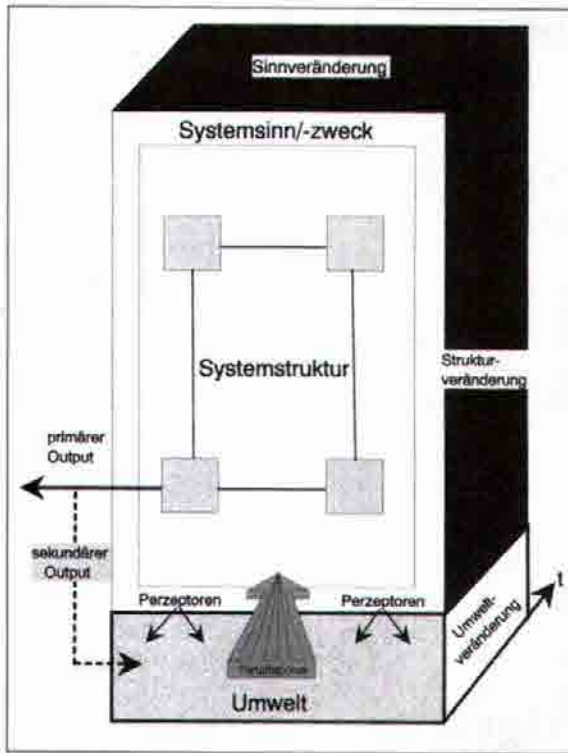 Sinnveränderung
Systemsinn/-zweck
Systemstruktur
Struktur-
veränderung
primärer
Output
sekundärer
Output
Perzeptoren
Perzeptoren
Umwelt-
veränderung
t
Umwelt